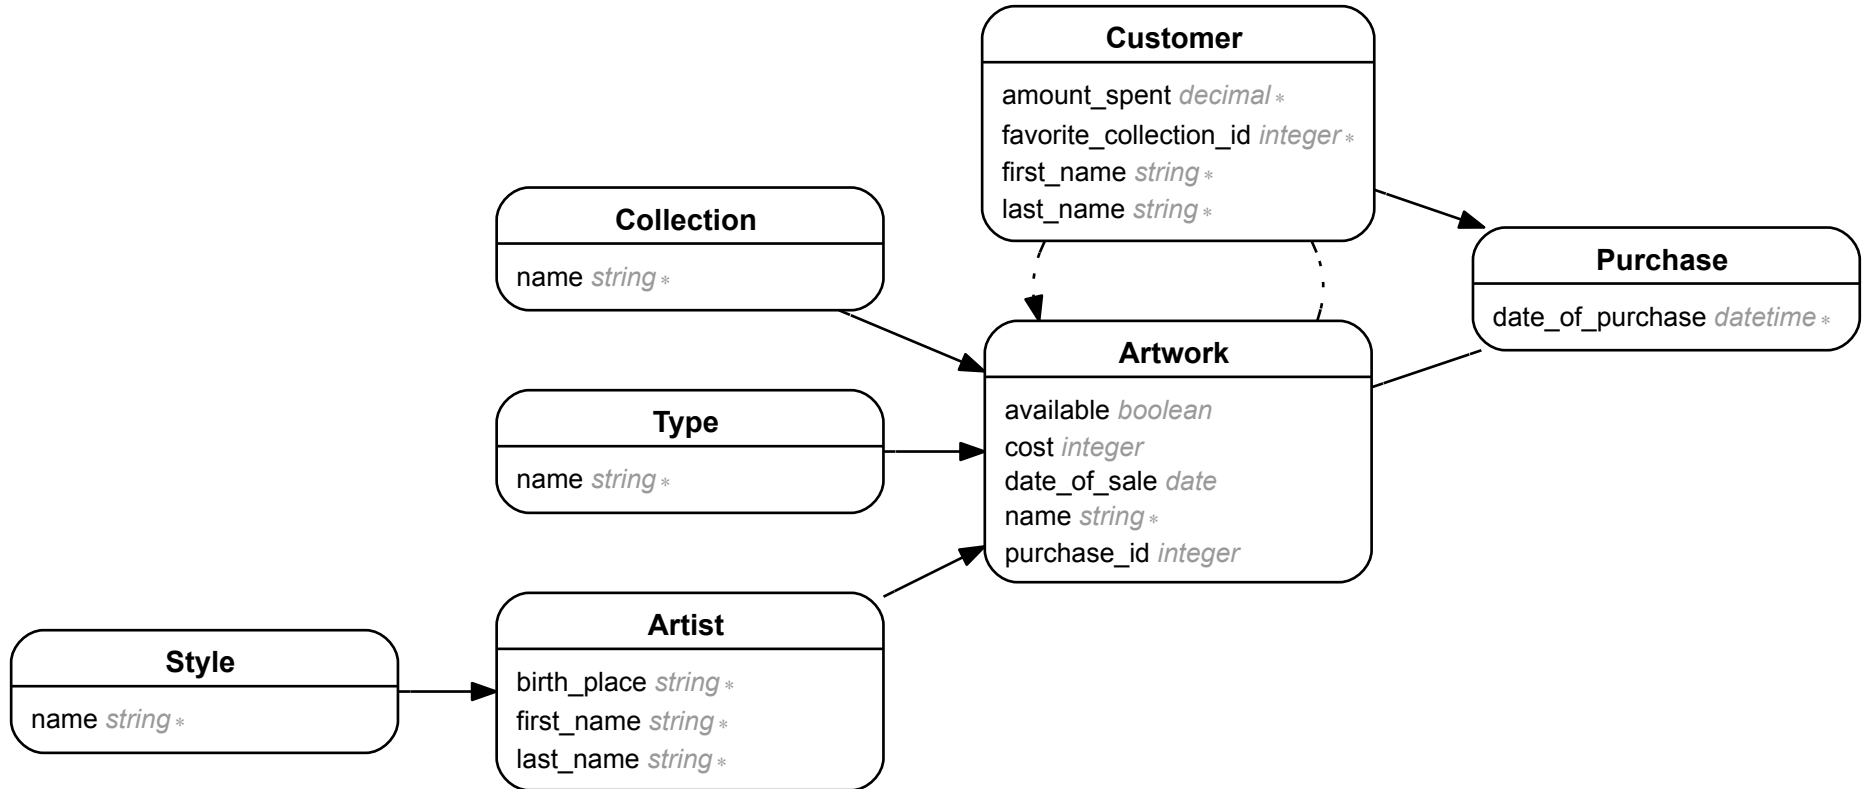 Customer
amount_spent decimal *
favorite_collection_id integer *
first_name string *
last_name string *
Collection
name string *
Purchase
date_of_purchase datetime *
Artwork
available boolean
cost integer
date_of_sale date
name string *
purchase_id integer
Type
name string *
Artist
birth_place string *
first_name string *
last_name string *
Style
name string *